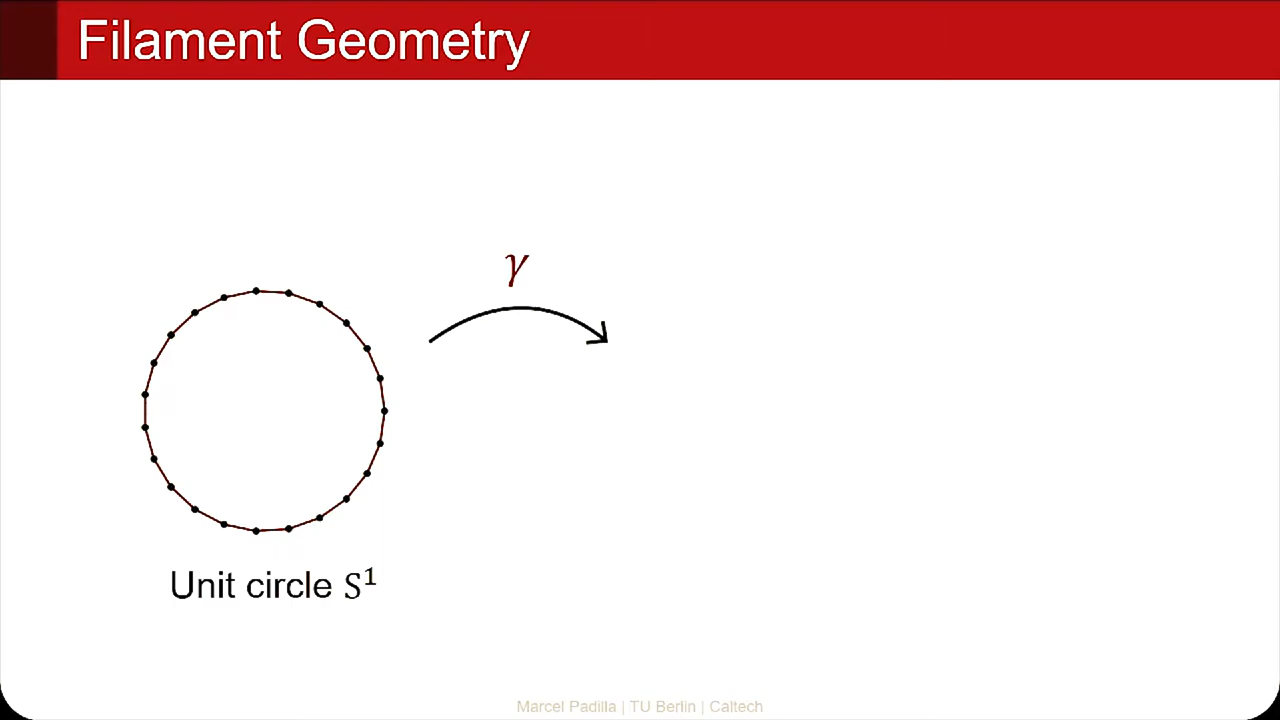 Filament Geometry
γ
Unit circle S¹
Marcel Padilla | TU Berlin | Caltech